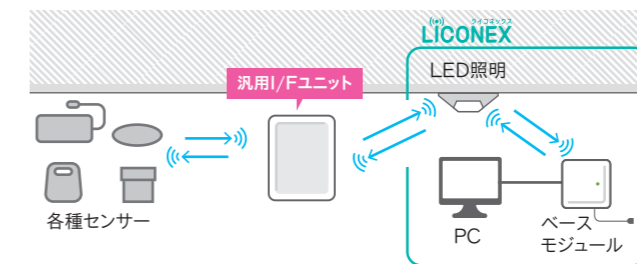 ライコネックス
LiCONEX
LED照明
汎用I/Fユニット
各種センサー
PC
ベース
モジュール